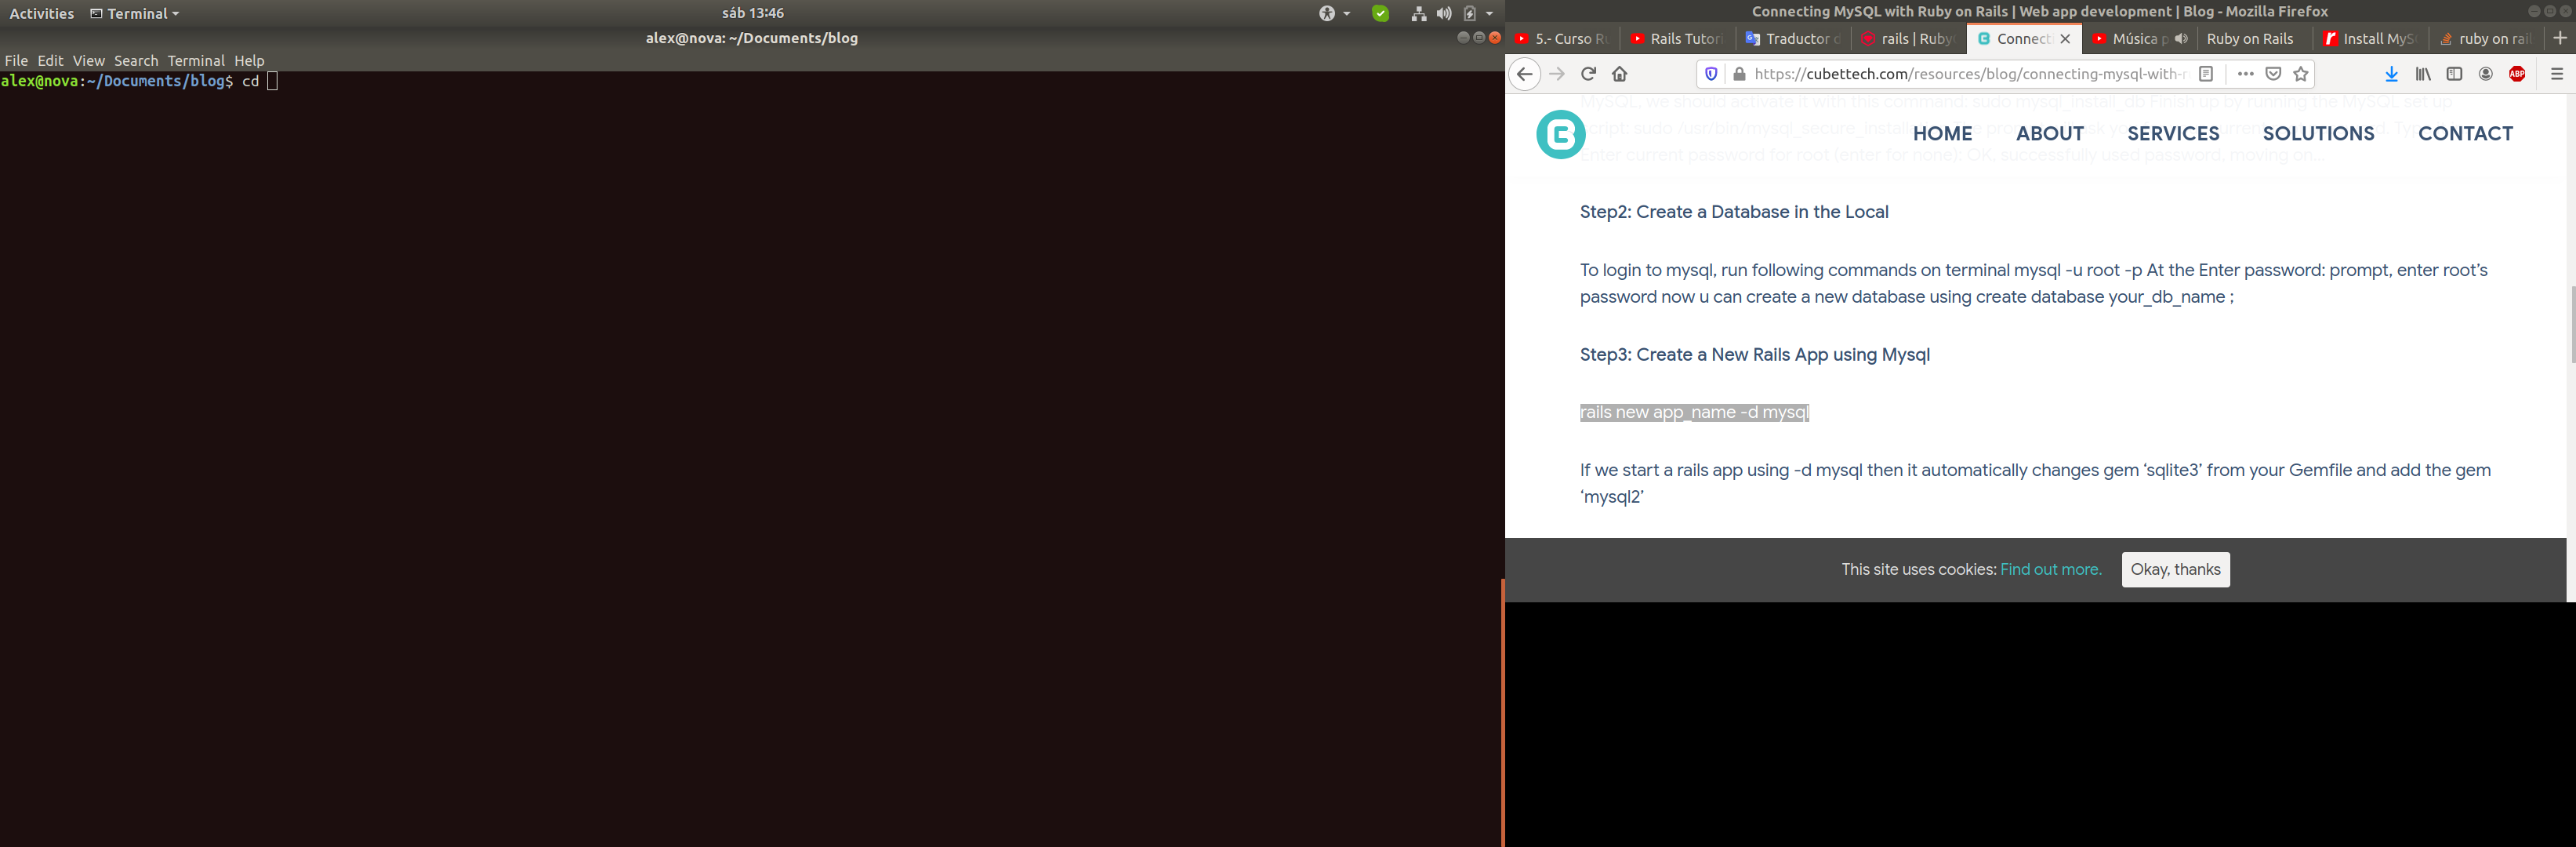 Activities Terminal
sáb 13:46
alex@nova: ~/Documents/blog
File Edit View Search Terminal Help
alex@nova:~/Documents/blog$ cd
Connecting MySQL with Ruby on Rails | Web app development | Blog - Mozilla Firefox
5.- Curso Ru
Rails Tutori
Traductor d
rails | Ruby
Connect
Música p
Ruby on Rails
Install MyS
ruby on rail
https://cubettech.com/resources/blog/connecting-mysql-with-r
ABP
MySQL, we should activate it with this command: sudo mysql_install_db Finish up by running the MySQL set up
HOME ABOUT SERVICES SOLUTIONS CONTACT
Enter current password for root (enter for none): OK, successfully used password, moving on...
Step2: Create a Database in the Local
To login to mysql, run following commands on terminal mysql -u root -p At the Enter password: prompt, enter root’s
password now u can create a new database using create database your_db_name ;
Step3: Create a New Rails App using Mysql
rails new app_name -d mysql
If we start a rails app using -d mysql then it automatically changes gem ‘sqlite3’ from your Gemfile and add the gem
‘mysql2’
This site uses cookies: Find out more.
Okay, thanks